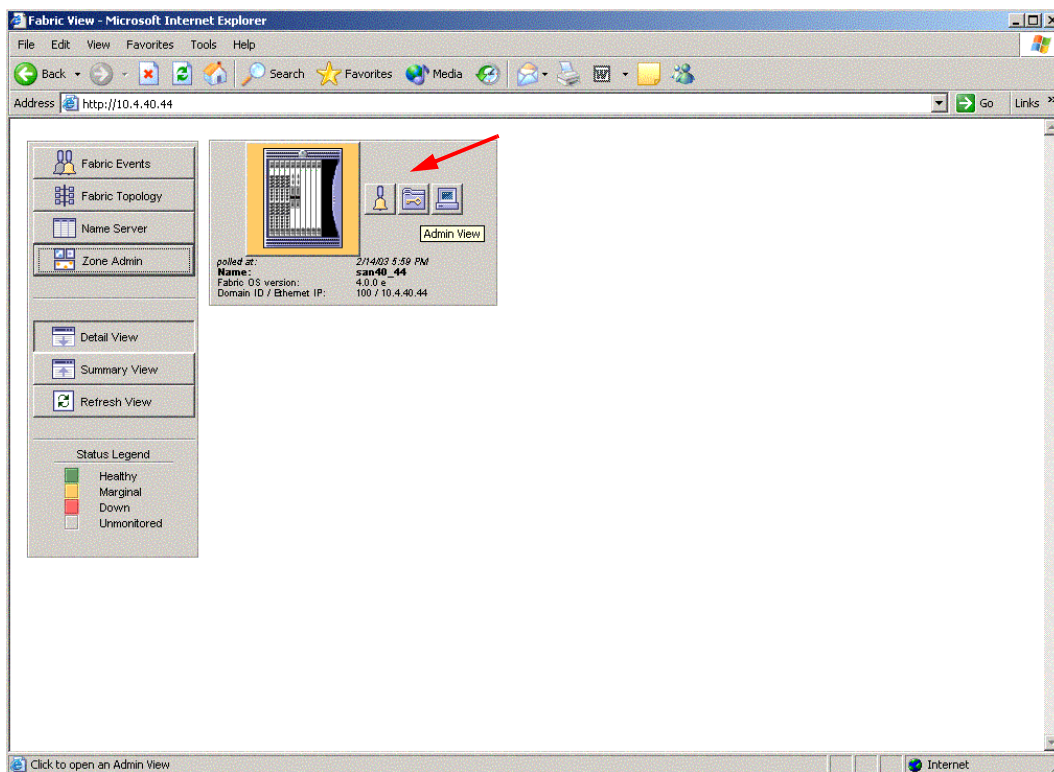 Fabric View - Microsoft Internet Explorer
File Edit View Favorites Tools Help
Back Search Favorites Media
Address http://10.4.40.44 Go Links »
Fabric Events
Fabric Topology
Name Server
Zone Admin
Detail View
Summary View
Refresh View
Status Legend
Healthy
Marginal
Down
Unmonitored
Admin View
polled at: 2/14/03 5:59 PM
Name: san40_44
Fabric OS version: 4.0.0 e
Domain ID / Ethernet IP: 100 / 10.4.40.44
Click to open an Admin View Internet